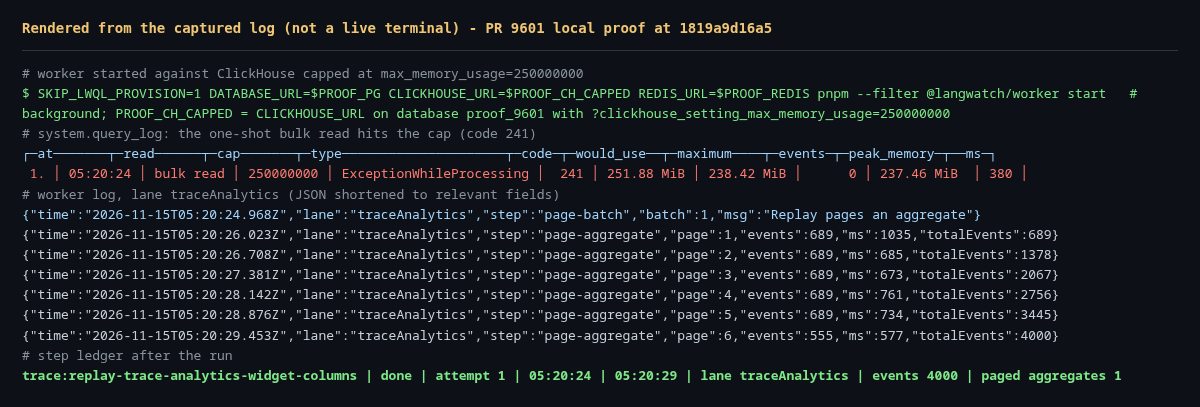 Rendered from the captured log (not a live terminal) - PR 9601 local proof at 1819a9d16a5
# worker started against ClickHouse capped at max_memory_usage=250000000
$ SKIP_LWQL_PROVISION=1 DATABASE_URL=$PROOF_PG CLICKHOUSE_URL=$PROOF_CH_CAPPED REDIS_URL=$PROOF_REDIS pnpm --filter @langwatch/worker start   #
background; PROOF_CH_CAPPED = CLICKHOUSE_URL on database proof_9601 with ?clickhouse_setting_max_memory_usage=250000000
# system.query_log: the one-shot bulk read hits the cap (code 241)
┌─at───────┬─read──────┬─cap───────┬─type─────────────────────┬─code─┬─would_use──┬─maximum────┬─events─┬─peak_memory─┬──ms─┐
1. │ 05:20:24 │ bulk read │ 250000000 │ ExceptionWhileProcessing │  241 │ 251.88 MiB │ 238.42 MiB │      0 │ 237.46 MiB  │ 380 │
# worker log, lane traceAnalytics (JSON shortened to relevant fields)
{"time":"2026-11-15T05:20:24.968Z","lane":"traceAnalytics","step":"page-batch","batch":1,"msg":"Replay pages an aggregate"}
{"time":"2026-11-15T05:20:26.023Z","lane":"traceAnalytics","step":"page-aggregate","page":1,"events":689,"ms":1035,"totalEvents":689}
{"time":"2026-11-15T05:20:26.708Z","lane":"traceAnalytics","step":"page-aggregate","page":2,"events":689,"ms":685,"totalEvents":1378}
{"time":"2026-11-15T05:20:27.381Z","lane":"traceAnalytics","step":"page-aggregate","page":3,"events":689,"ms":673,"totalEvents":2067}
{"time":"2026-11-15T05:20:28.142Z","lane":"traceAnalytics","step":"page-aggregate","page":4,"events":689,"ms":761,"totalEvents":2756}
{"time":"2026-11-15T05:20:28.876Z","lane":"traceAnalytics","step":"page-aggregate","page":5,"events":689,"ms":734,"totalEvents":3445}
{"time":"2026-11-15T05:20:29.453Z","lane":"traceAnalytics","step":"page-aggregate","page":6,"events":555,"ms":577,"totalEvents":4000}
# step ledger after the run
trace:replay-trace-analytics-widget-columns | done | attempt 1 | 05:20:24 | 05:20:29 | lane traceAnalytics | events 4000 | paged aggregates 1